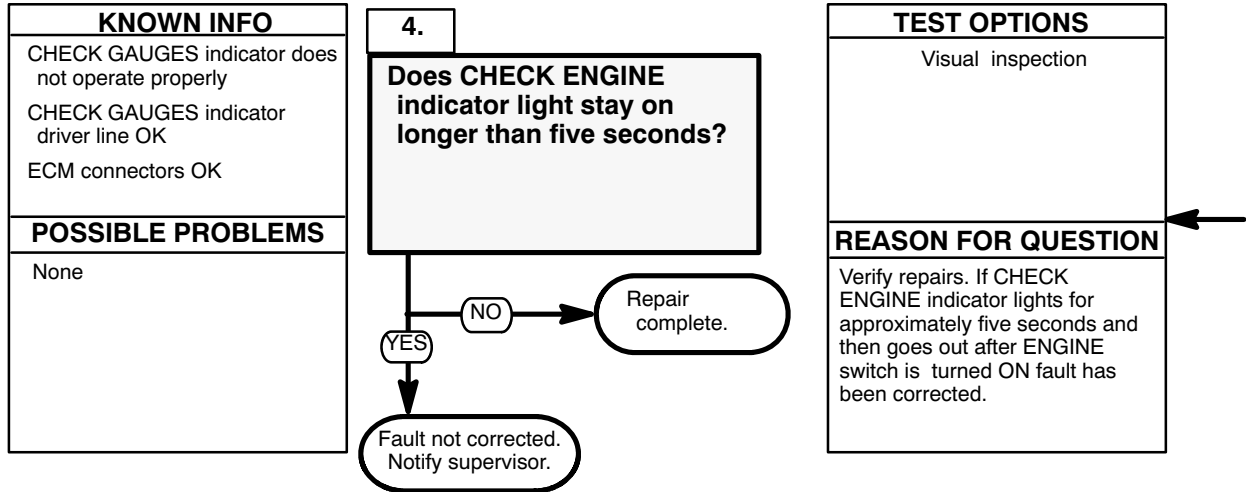 KNOWN INFO
CHECK GAUGES indicator does
not operate properly
CHECK GAUGES indicator
driver line OK
ECM connectors OK
POSSIBLE PROBLEMS
None
4.
Does CHECK ENGINE
indicator light stay on
longer than five seconds?
NO
Repair
complete.
YES
Fault not corrected.
Notify supervisor.
TEST OPTIONS
Visual inspection
REASON FOR QUESTION
Verify repairs. If CHECK
ENGINE indicator lights for
approximately five seconds and
then goes out after ENGINE
switch is turned ON fault has
been corrected.